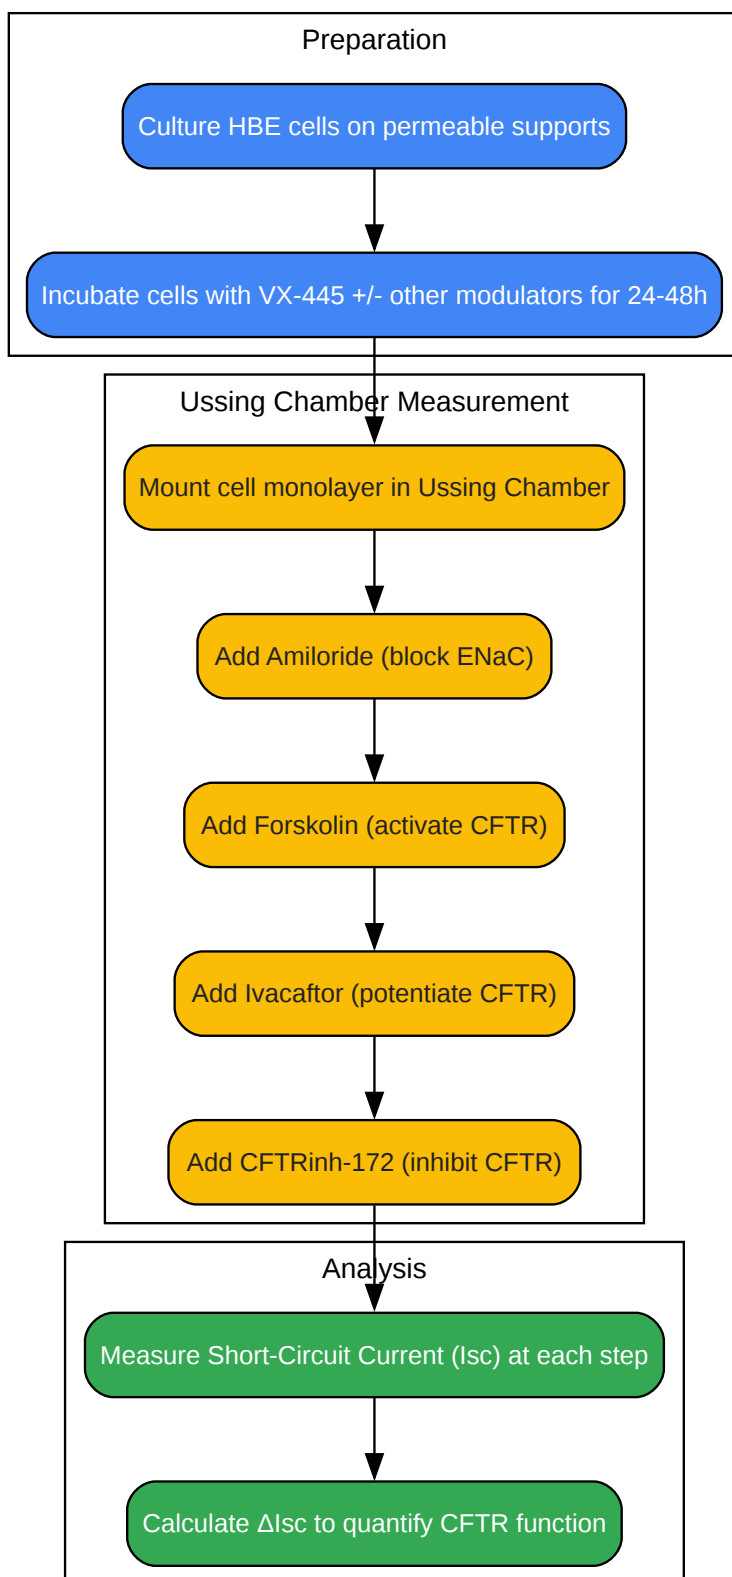 Preparation
Culture HBE cells on permeable supports
Incubate cells with VX-445 +/- other modulators for 24-48h
Ussing Chamber Measurement
Mount cell monolayer in Ussing Chamber
Add Amiloride (block ENaC)
Add Forskolin (activate CFTR)
Add Ivacaftor (potentiate CFTR)
Add CFTRinh-172 (inhibit CFTR)
Analysis
Measure Short-Circuit Current (Isc) at each step
Calculate ΔIsc to quantify CFTR function